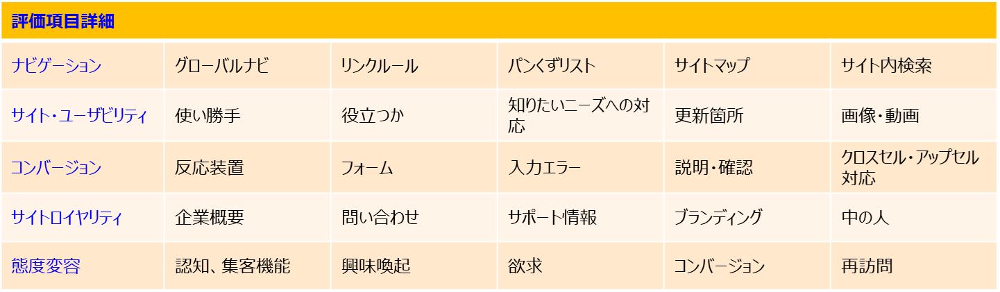 評価項目詳細
ナビゲーション グローバルナビ リンクルール パンくずリスト サイトマップ サイト内検索
サイト・ユーザビリティ 使い勝手 役立つか 知りたいニーズへの対
応 更新箇所 画像・動画
コンバージョン 反応装置 フォーム 入力エラー 説明・確認 クロスセル・アップセル
対応
サイトロイヤリティ 企業概要 問い合わせ サポート情報 ブランディング 中の人
態度変容 認知、集客機能 興味喚起 欲求 コンバージョン 再訪問